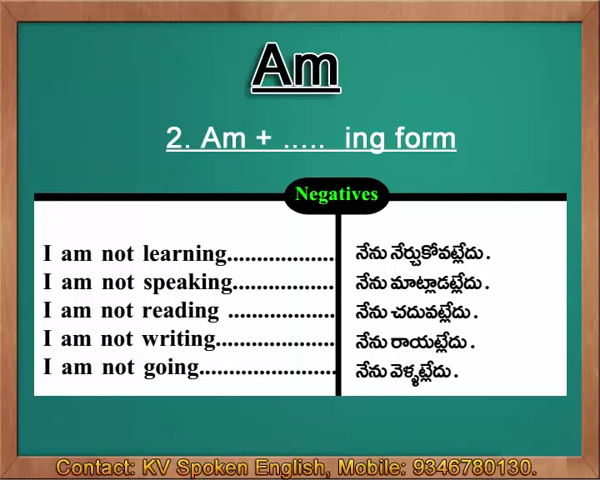 Am
2. Am + ..... ing form
Negatives
I am not learning.................. నేను నేర్చుకోవట్లేదు.
I am not speaking................. నేను మాట్లాడట్లేదు.
I am not reading .................. నేను చదువట్లేదు.
I am not writing.................... నేను రాయట్లేదు.
I am not going....................... నేను వెళ్ళట్లేదు.
Contact: KV Spoken English, Mobile: 9346780130.